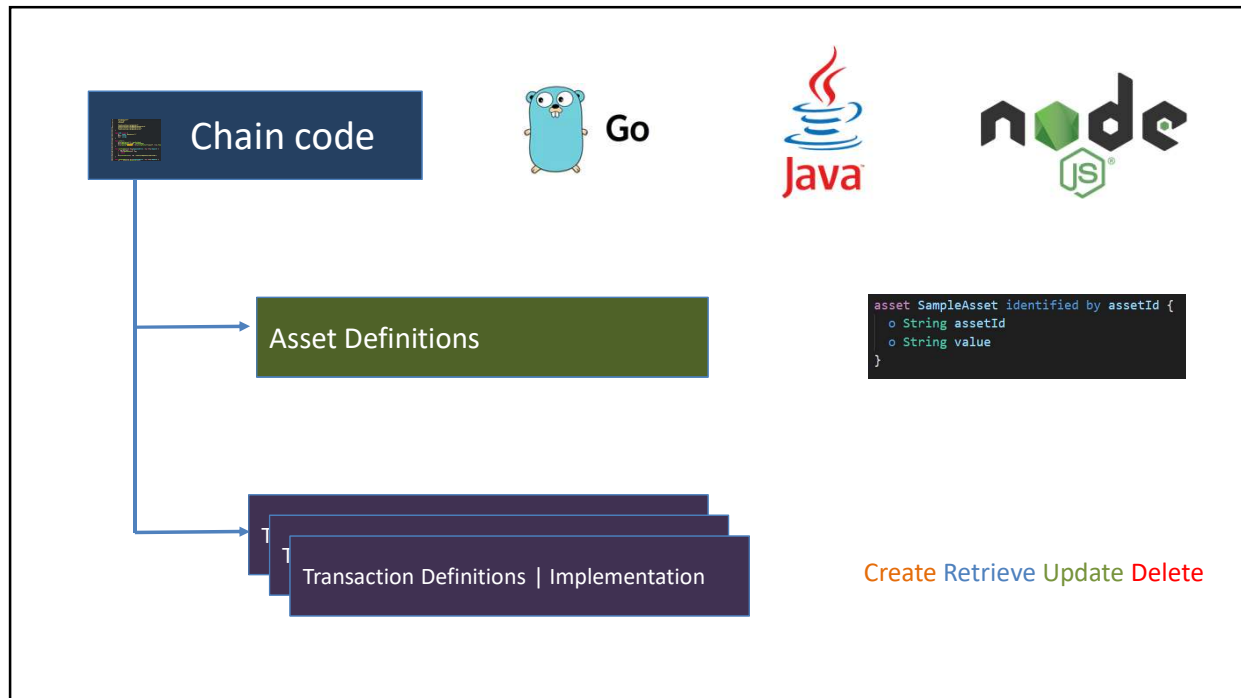 Chain code
Go
Java
node
JS
Asset Definitions
asset SampleAsset identified by assetId {
o String assetId
o String value
}
T
T
Transaction Definitions | Implementation
Create Retrieve Update Delete